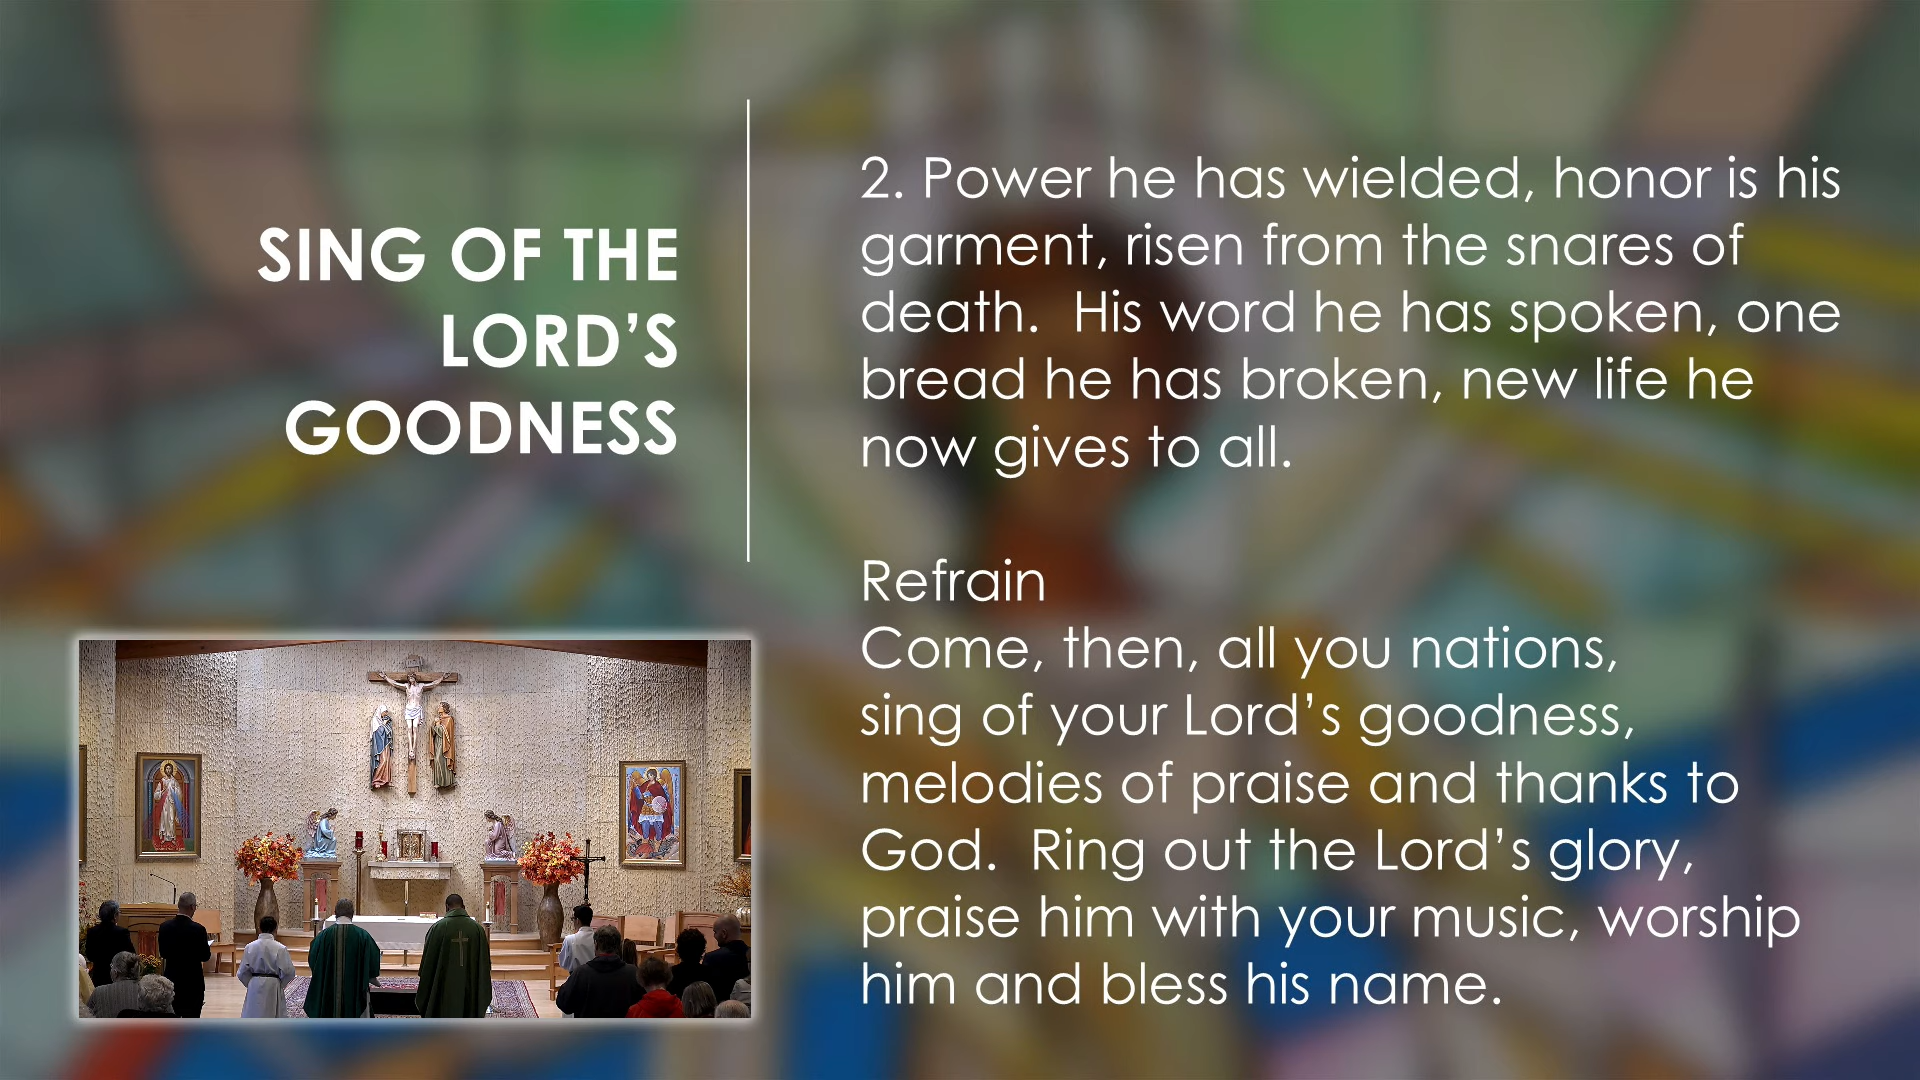 SING OF THE
LORD’S
GOODNESS
2. Power he has wielded, honor is his
garment, risen from the snares of
death.  His word he has spoken, one
bread he has broken, new life he
now gives to all.
Refrain
Come, then, all you nations,
sing of your Lord’s goodness,
melodies of praise and thanks to
God.  Ring out the Lord’s glory,
praise him with your music, worship
him and bless his name.